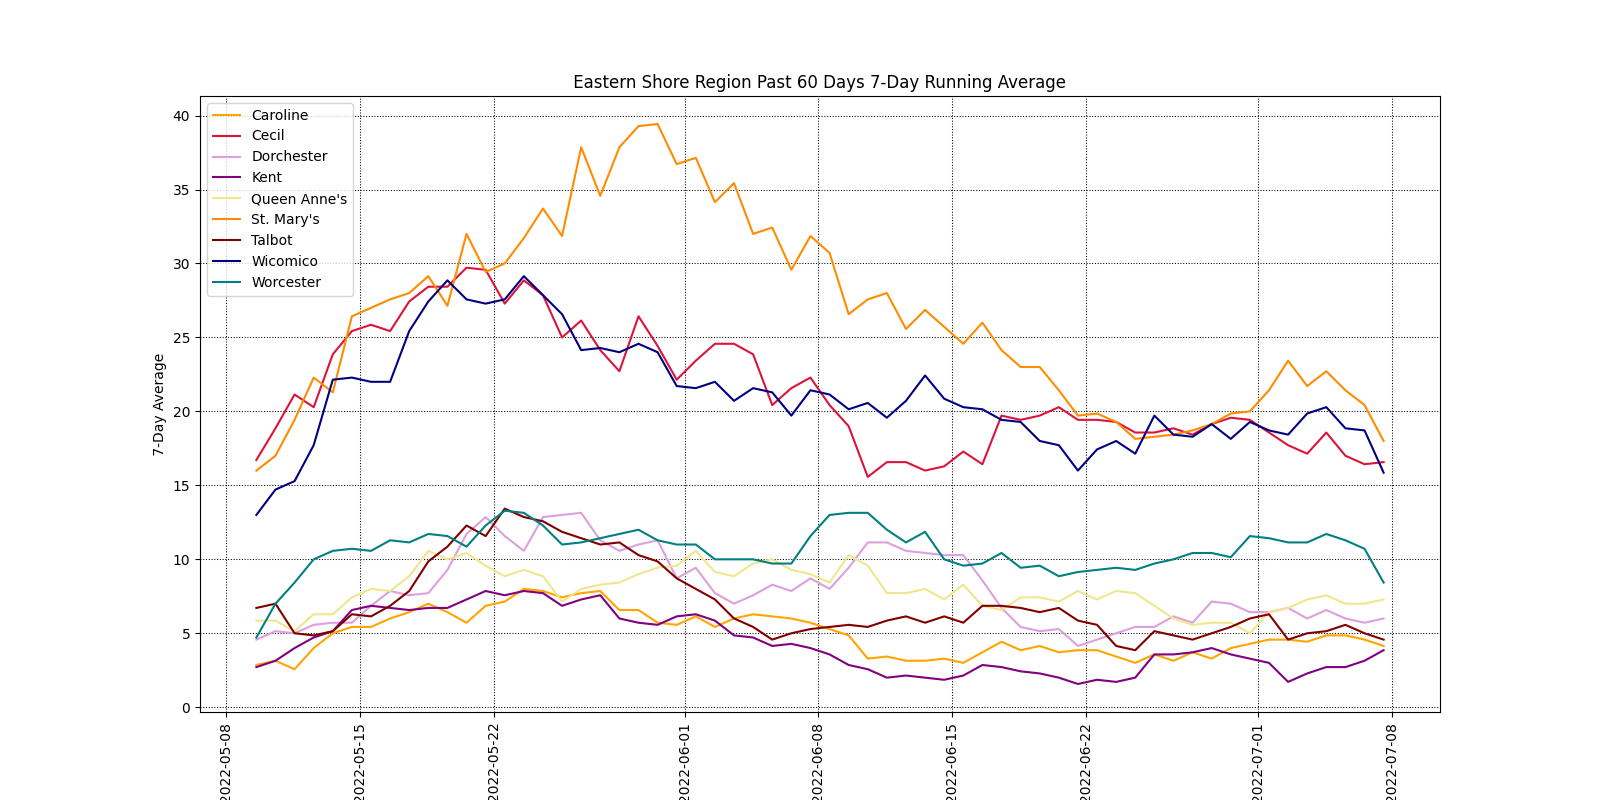 Eastern Shore Region Past 60 Days 7-Day Running Average
7-Day Average
40
35
30
25
20
15
10
5
0
Caroline
Cecil
Dorchester
Kent
Queen Anne's
St. Mary's
Talbot
Wicomico
Worcester
2022-05-08
2022-05-15
2022-05-22
2022-06-01
2022-06-08
2022-06-15
2022-06-22
2022-07-01
2022-07-08